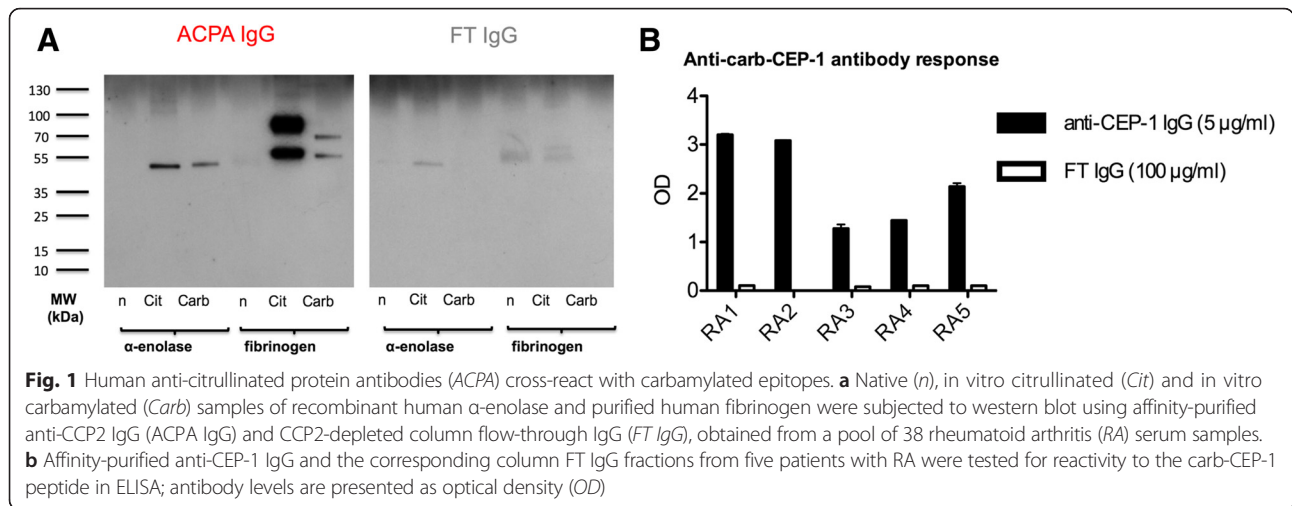 A
ACPA IgG
FT IgG
130
100
70
55
35
25
15
10
MW
(kDa)
n Cit Carb n Cit Carb
α-enolase fibrinogen
n Cit Carb n Cit Carb
α-enolase fibrinogen
B
Anti-carb-CEP-1 antibody response
4
3
2
1
0
OD
RA1
RA2
RA3
RA4
RA5
anti-CEP-1 IgG (5 µg/ml)
FT IgG (100 µg/ml)
Fig. 1 Human anti-citrullinated protein antibodies (ACPA) cross-react with carbamylated epitopes. a Native (n), in vitro citrullinated (Cit) and in vitro
carbamylated (Carb) samples of recombinant human α-enolase and purified human fibrinogen were subjected to western blot using affinity-purified
anti-CCP2 IgG (ACPA IgG) and CCP2-depleted column flow-through IgG (FT IgG), obtained from a pool of 38 rheumatoid arthritis (RA) serum samples.
b Affinity-purified anti-CEP-1 IgG and the corresponding column FT IgG fractions from five patients with RA were tested for reactivity to the carb-CEP-1
peptide in ELISA; antibody levels are presented as optical density (OD)